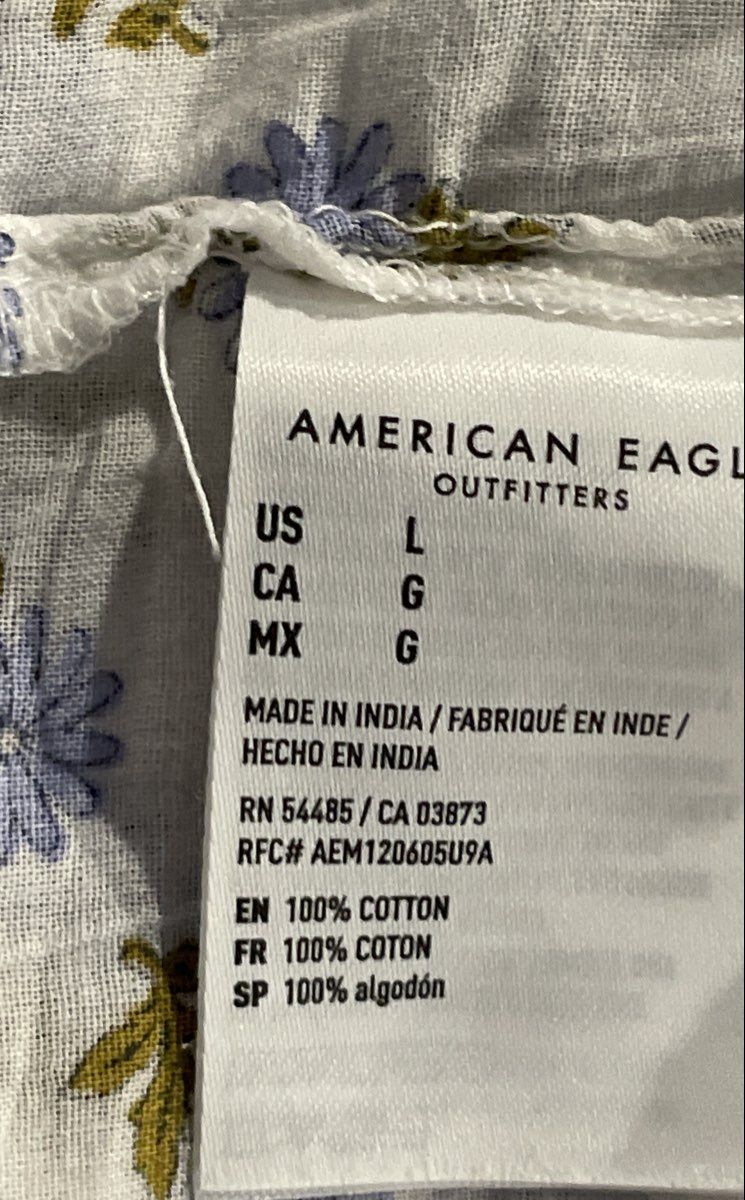 AMERICAN EAGL
OUTFITTERS
US L
CA G
MX G
MADE IN INDIA / FABRIQUÉ EN INDE /
HECHO EN INDIA
RN 54485 / CA 03873
RFC# AEM120605U9A
EN 100% COTTON
FR 100% COTON
SP 100% algodón